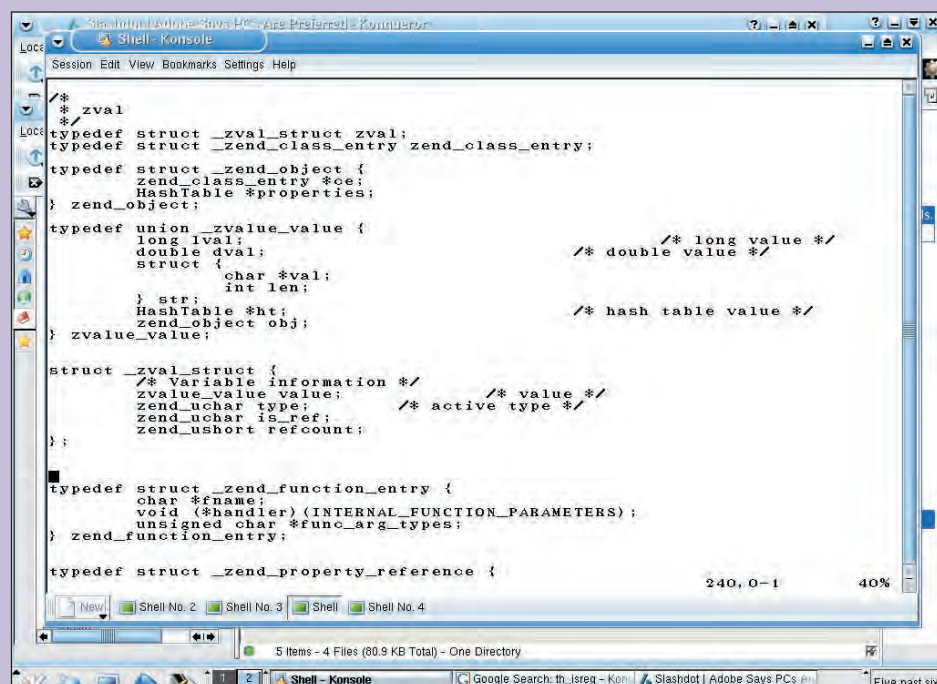 Slashdot | Adobe Says PCs Are Preferred - Konqueror
Shell - Konsole
Session Edit View Bookmarks Settings Help
/*
 * zval
 */
typedef struct _zval_struct zval;
typedef struct _zend_class_entry zend_class_entry;
typedef struct _zend_object {
zend_class_entry *ce;
HashTable *properties;
} zend_object;
typedef union _zvalue_value {
long lval; /* long value */
double dval; /* double value */
struct {
char *val;
int len;
} str;
HashTable *ht; /* hash table value */
zend_object obj;
} zvalue_value;
struct _zval_struct {
/* Variable information */
zvalue_value value; /* value */
zend_uchar type; /* active type */
zend_uchar is_ref;
zend_ushort refcount;
};
typedef struct _zend_function_entry {
char *fname;
void (*handler)(INTERNAL_FUNCTION_PARAMETERS);
unsigned char *func_arg_types;
} zend_function_entry;
typedef struct _zend_property_reference {
240,0-1 40%
New Shell No. 2 Shell No. 3 Shell Shell No. 4
5 Items - 4 Files (80.9 KB Total) - One Directory
1 2 Shell - Konsole Google Search: th_isreg - Kon Slashdot | Adobe Says PCs Ar Five past six